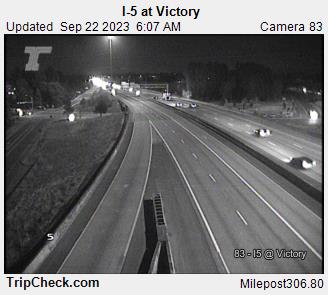 I-5 at Victory
Updated Sep 22 2023 6:07 AM Camera 83
T
S
83 - I5 @ Victory
TripCheck.com Milepost306.80